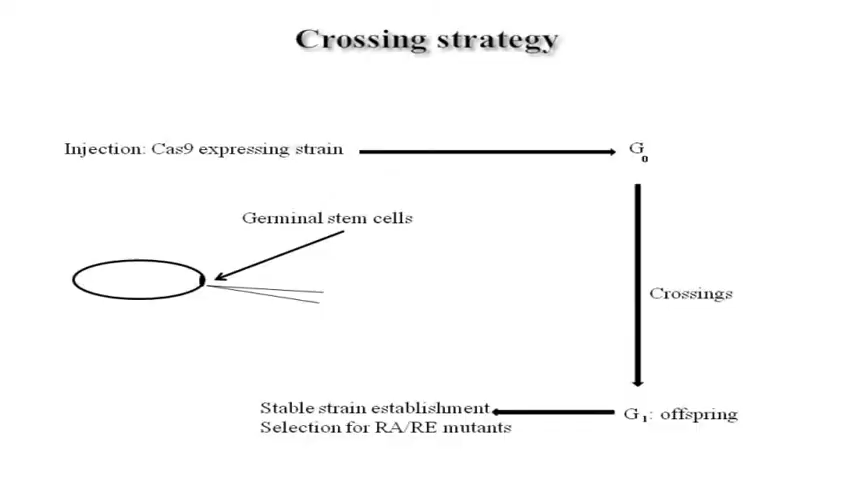 Crossing strategy
Injection: Cas9 expressing strain
G0
Germinal stem cells
Crossings
Stable strain establishment
Selection for RA/RE mutants
G1: offspring